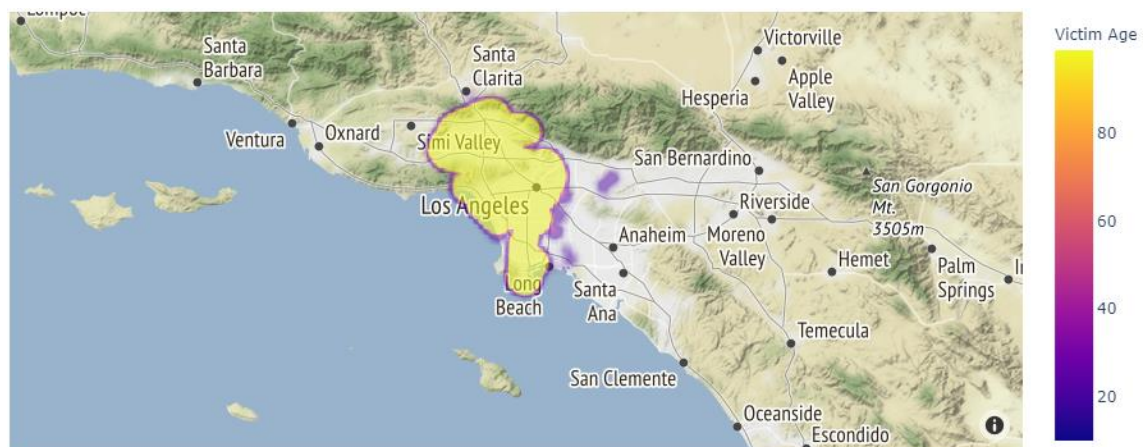 Lompoc
Santa
Barbara
Ventura
Oxnard
Santa
Clarita
Simi Valley
Los Angeles
Long
Beach
Victorville
Apple
Valley
Hesperia
San Bernardino
Riverside
Moreno
Valley
San Gorgonio
Mt.
3505m
Anaheim
Santa
Ana
Hemet
Palm
Springs
Temecula
San Clemente
Oceanside
Escondido
Victim Age
80
60
40
20